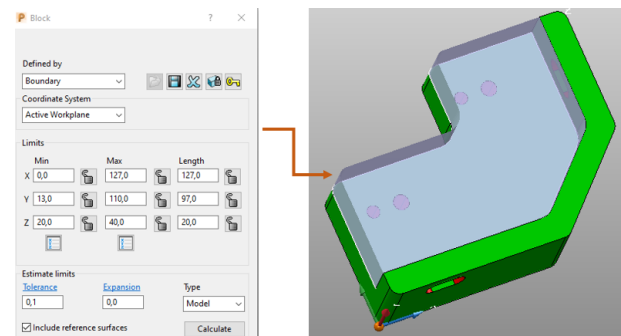 Block
Defined by
Boundary
Coordinate System
Active Workplane
Limits
Min Max Length
X 0,0 127,0 127,0
Y 13,0 110,0 97,0
Z 20,0 40,0 20,0
Estimate limits
Tolerance Expansion Type
0,1 0,0 Model
Include reference surfaces Calculate